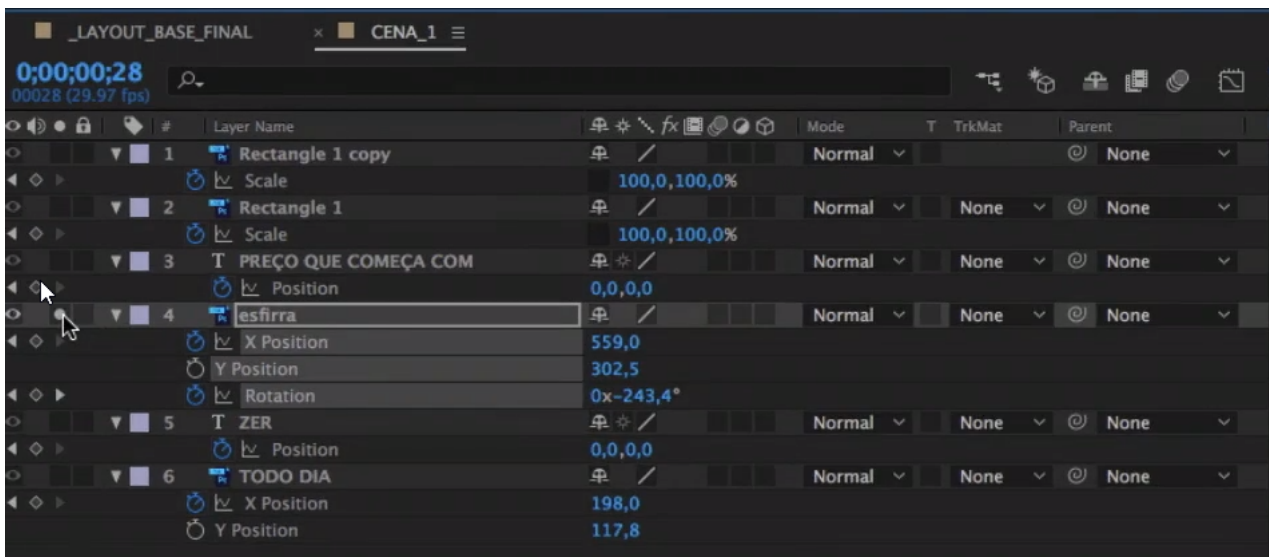 _LAYOUT_BASE_FINAL × CENA_1
0;00;00;28
00028 (29.97 fps)
# Layer Name fx Mode T TrkMat Parent
1 Rectangle 1 copy Normal None
Scale 100,0,100,0%
2 Rectangle 1 Normal None None
Scale 100,0,100,0%
3 T PREÇO QUE COMEÇA COM Normal None None
Position 0,0,0,0
4 esfirra Normal None None
X Position 559,0
Y Position 302,5
Rotation 0x-243,4°
5 T ZER Normal None None
Position 0,0,0,0
6 TODO DIA Normal None None
X Position 198,0
Y Position 117,8